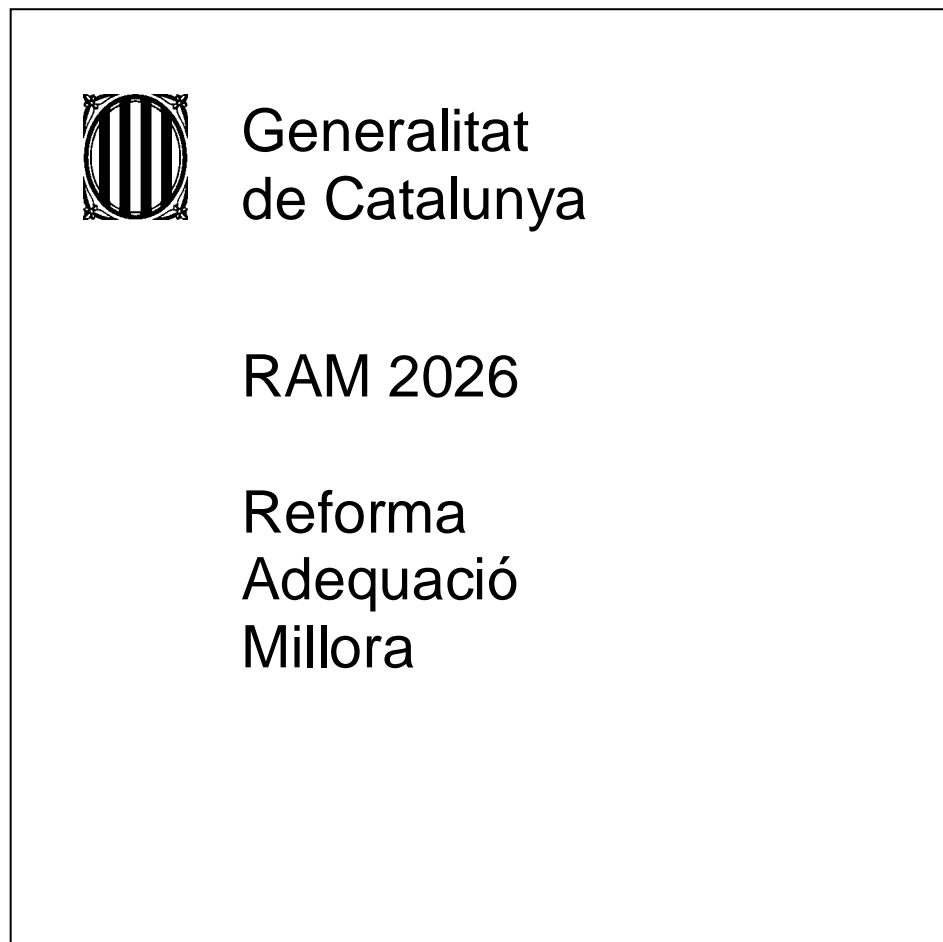 Generalitat
de Catalunya
RAM 2026
Reforma
Adequació
Millora